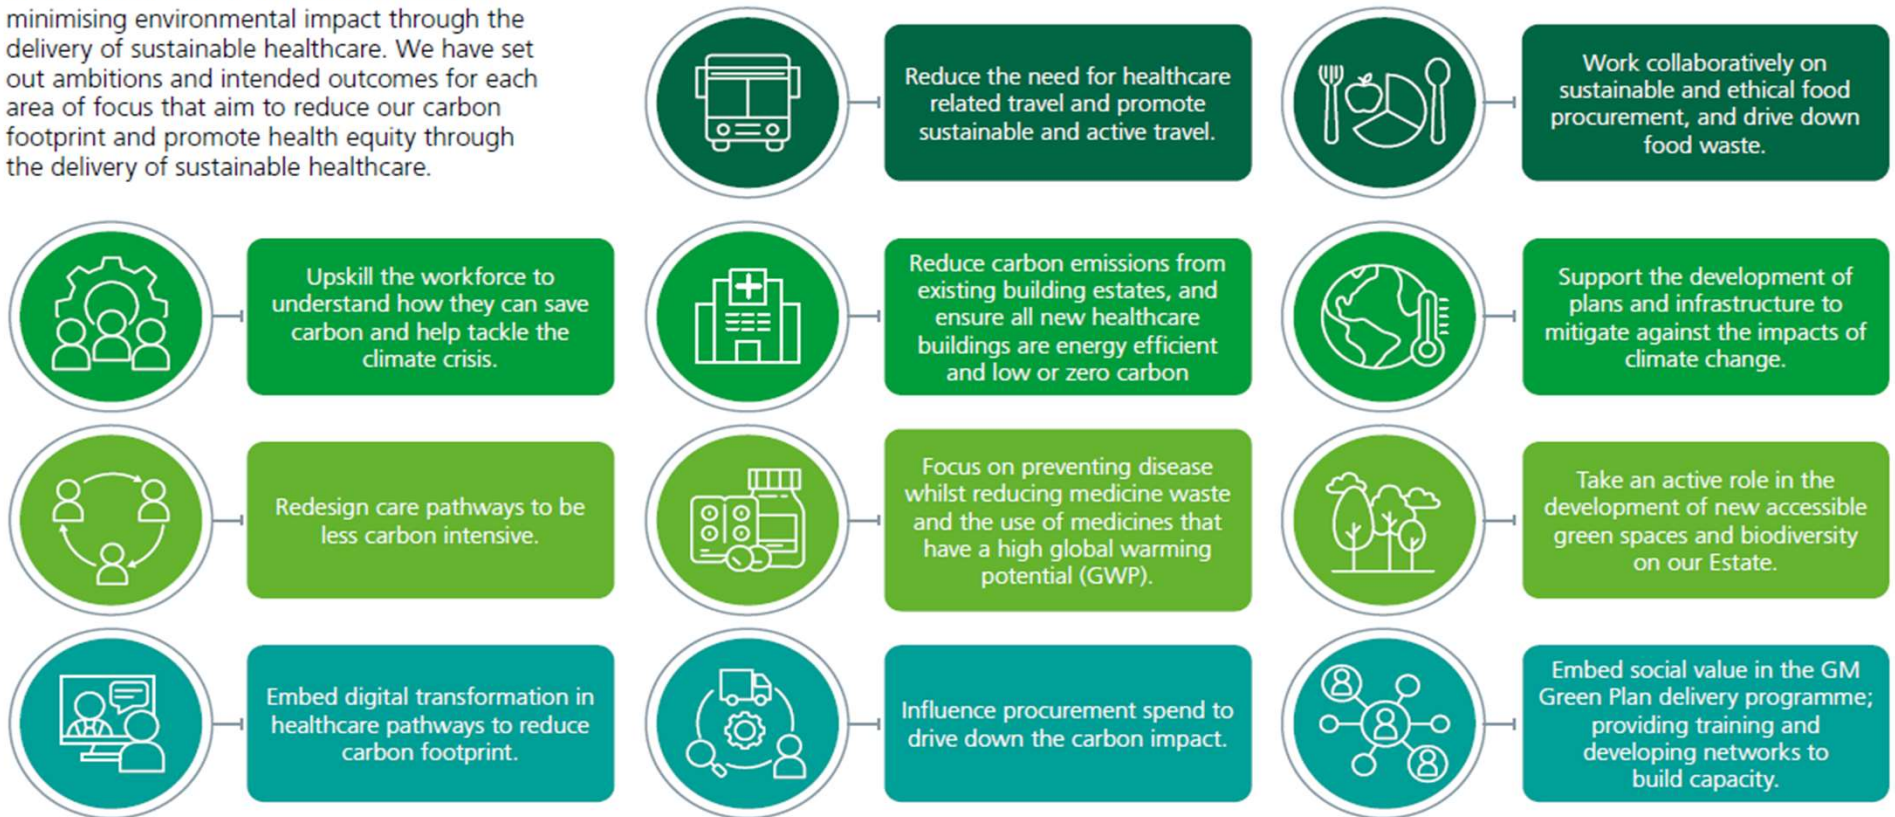 minimising environmental impact through the
delivery of sustainable healthcare. We have set
out ambitions and intended outcomes for each
area of focus that aim to reduce our carbon
footprint and promote health equity through
the delivery of sustainable healthcare.
Reduce the need for healthcare
related travel and promote
sustainable and active travel.
Work collaboratively on
sustainable and ethical food
procurement, and drive down
food waste.
Upskill the workforce to
understand how they can save
carbon and help tackle the
climate crisis.
Reduce carbon emissions from
existing building estates, and
ensure all new healthcare
buildings are energy efficient
and low or zero carbon
Support the development of
plans and infrastructure to
mitigate against the impacts of
climate change.
Redesign care pathways to be
less carbon intensive.
Focus on preventing disease
whilst reducing medicine waste
and the use of medicines that
have a high global warming
potential (GWP).
Take an active role in the
development of new accessible
green spaces and biodiversity
on our Estate.
Embed digital transformation in
healthcare pathways to reduce
carbon footprint.
Influence procurement spend to
drive down the carbon impact.
Embed social value in the GM
Green Plan delivery programme;
providing training and
developing networks to
build capacity.